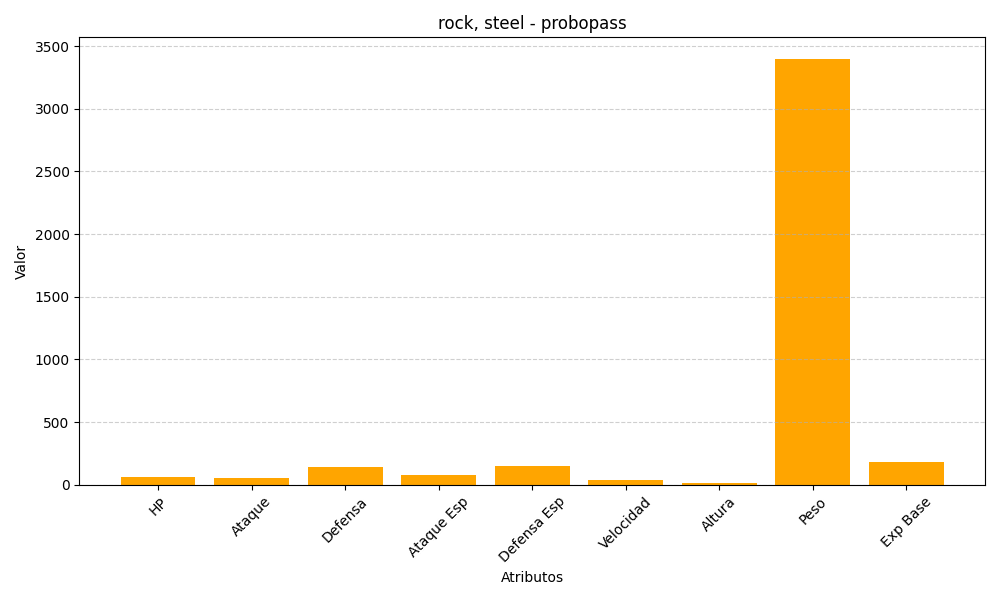 rock, steel - probopass
Valor
3500
3000
2500
2000
1500
1000
500
0
HP
Ataque
Defensa
Ataque Esp
Defensa Esp
Velocidad
Altura
Peso
Exp Base
Atributos